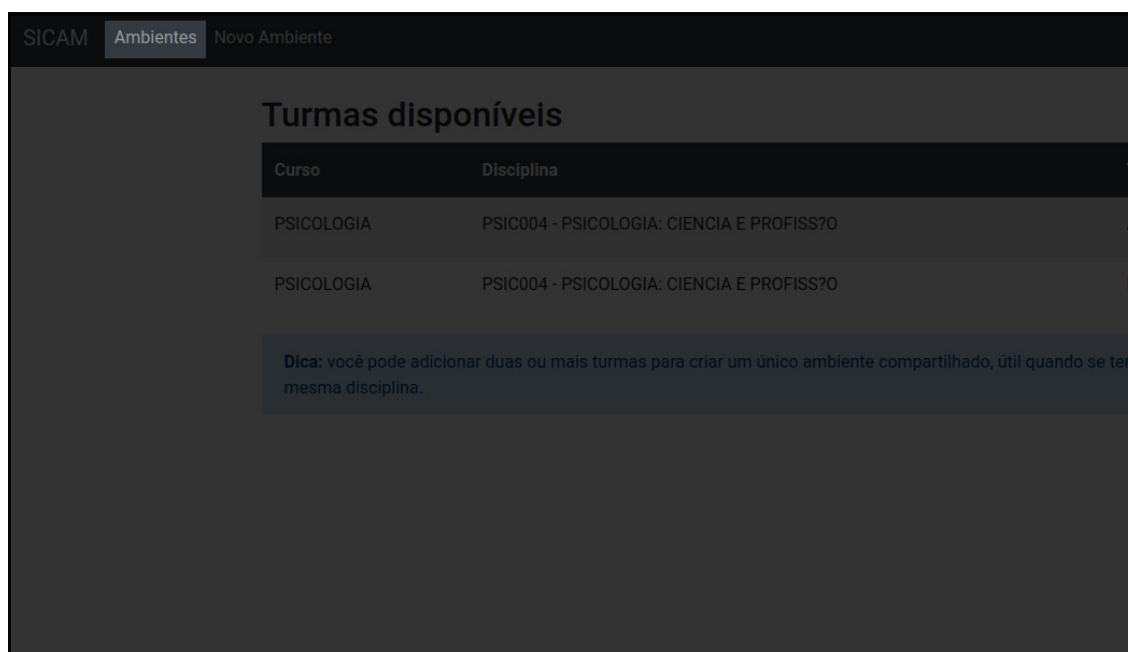 SICAM Ambientes Novo Ambiente
Turmas disponíveis
Curso Disciplina
PSICOLOGIA PSIC004 - PSICOLOGIA: CIENCIA E PROFISS?O
PSICOLOGIA PSIC004 - PSICOLOGIA: CIENCIA E PROFISS?O
Dica: você pode adicionar duas ou mais turmas para criar um único ambiente compartilhado, útil quando se
mesma disciplina.